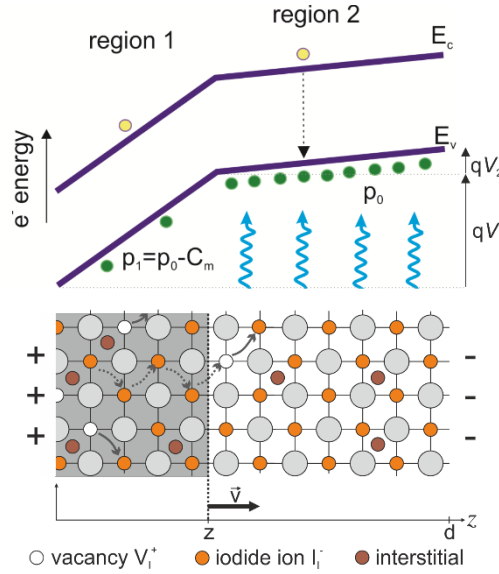 region 1
region 2
E_c
e⁻ energy
E_v
qV_2
p_0
qV
p_1=p_0-C_m
+
+
+
-
-
-
v⃗
z
d
z
vacancy V_I^+
iodide ion I_I^-
interstitial